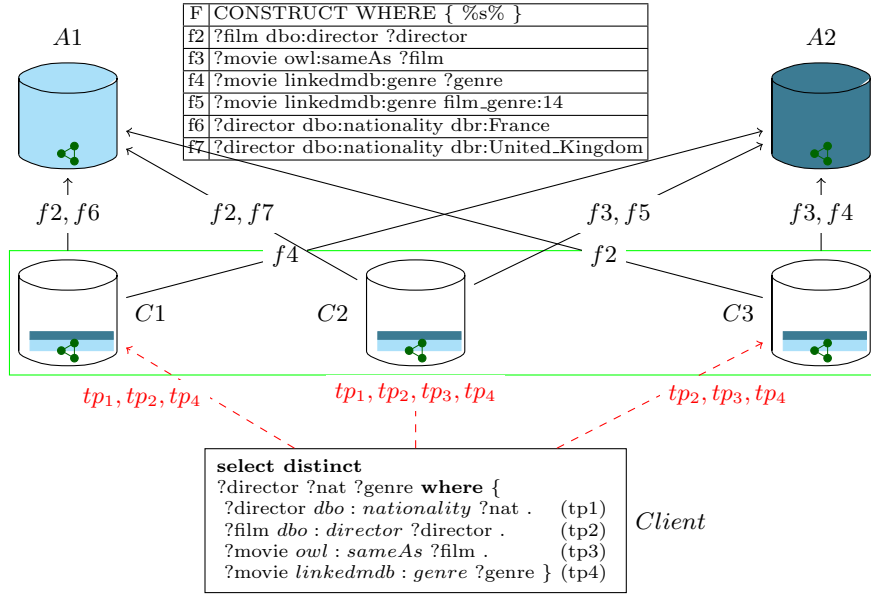 A1
A2
F CONSTRUCT WHERE { %s% }
f2 ?film dbo:director ?director
f3 ?movie owl:sameAs ?film
f4 ?movie linkedmdb:genre ?genre
f5 ?movie linkedmdb:genre film_genre:14
f6 ?director dbo:nationality dbr:France
f7 ?director dbo:nationality dbr:United_Kingdom
f2, f6
f2, f7
f3, f5
f3, f4
f4
f2
C1
C2
C3
tp1, tp2, tp4
tp1, tp2, tp3, tp4
tp2, tp3, tp4
select distinct
?director ?nat ?genre where {
?director dbo : nationality ?nat . (tp1)
?film dbo : director ?director . (tp2)
?movie owl : sameAs ?film . (tp3)
?movie linkedmdb : genre ?genre } (tp4)
Client